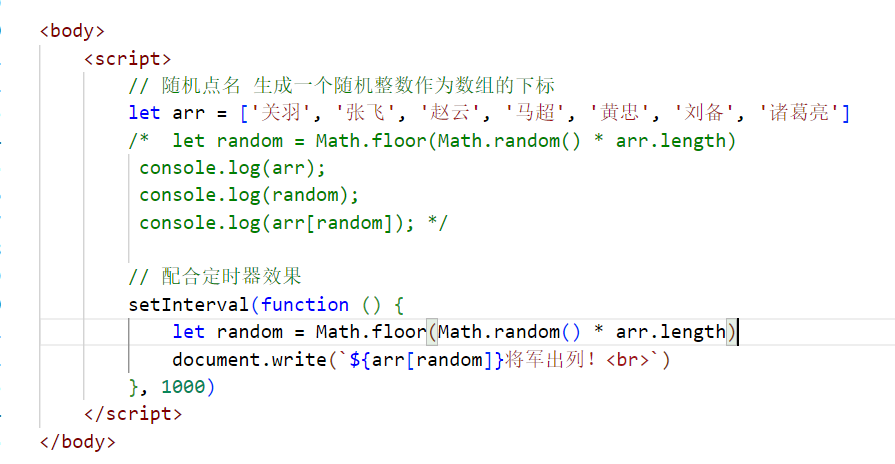 <body>
<script>
// 随机点名 生成一个随机整数作为数组的下标
let arr = ['关羽', '张飞', '赵云', '马超', '黄忠', '刘备', '诸葛亮']
/*  let random = Math.floor(Math.random() * arr.length)
console.log(arr);
console.log(random);
console.log(arr[random]); */
// 配合定时器效果
setInterval(function () {
let random = Math.floor(Math.random() * arr.length)
document.write(`${arr[random]}将军出列！<br>`)
}, 1000)
</script>
</body>